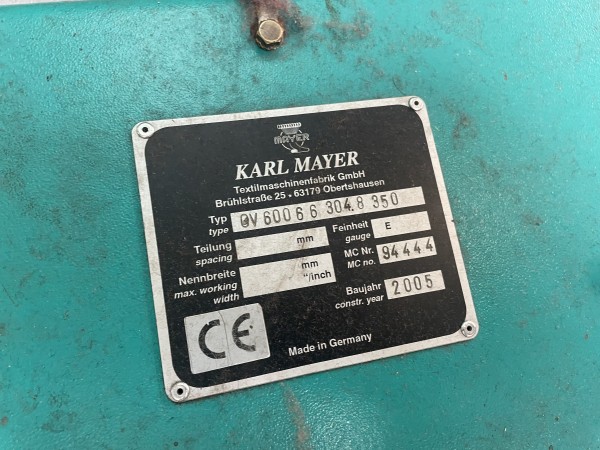 MAYER
KARL MAYER
Textilmaschinenfabrik GmbH
Brühlstraße 25 • 63179 Obertshausen
Typ
type
OV 600 6 6 304.8 350
Teilung
spacing
mm
Feinheit
gauge
E
Nennbreite
max. working
width
mm
"/inch
MC Nr.
MC no.
94444
Baujahr
constr. year
2005
CE
Made in Germany